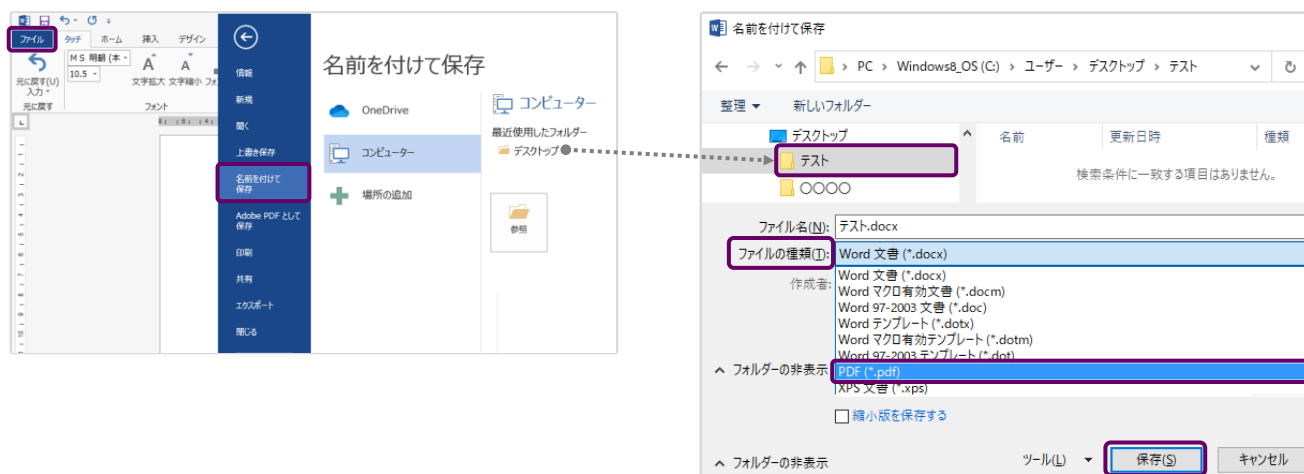 ファイル
タッチ
ホーム
挿入
デザイン
元に戻す(U)
入力
元に戻す
MS 明朝 (本
10.5
A
A
文字拡大 文字縮小
フォント
情報
新規
開く
上書き保存
名前を付けて
保存
Adobe PDF として
保存
印刷
共有
エクスポート
閉じる
名前を付けて保存
OneDrive
コンピューター
場所の追加
コンピューター
最近使用したフォルダー
デスクトップ
参照
名前を付けて保存
PC > Windows8_OS (C:) > ユーザー > デスクトップ > テスト
整理 ▼ 新しいフォルダー
デスクトップ
テスト
〇〇〇〇
名前 更新日時 種類
検索条件に一致する項目はありません。
ファイル名(N): テスト.docx
ファイルの種類(T): Word 文書 (*.docx)
作成者:
Word 文書 (*.docx)
Word マクロ有効文書 (*.docm)
Word 97-2003 文書 (*.doc)
Word テンプレート (*.dotx)
Word マクロ有効テンプレート (*.dotm)
Word 97-2003 テンプレート (*.dot)
フォルダーの非表示
PDF (*.pdf)
XPS 文書 (*.xps)
縮小版を保存する
フォルダーの非表示
ツール(L) ▼ 保存(S) キャンセル